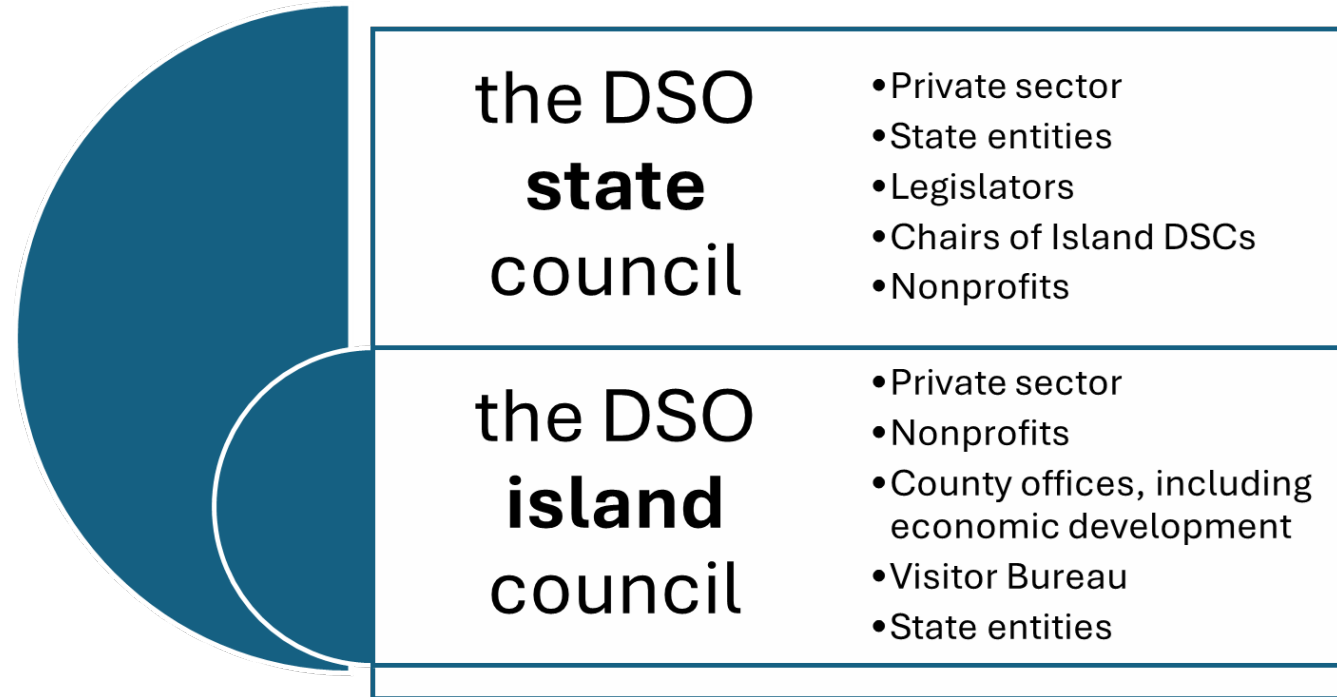 the DSO
state
council
•Private sector
•State entities
•Legislators
•Chairs of Island DSCs
•Nonprofits
the DSO
island
council
•Private sector
•Nonprofits
•County offices, including
economic development
•Visitor Bureau
•State entities